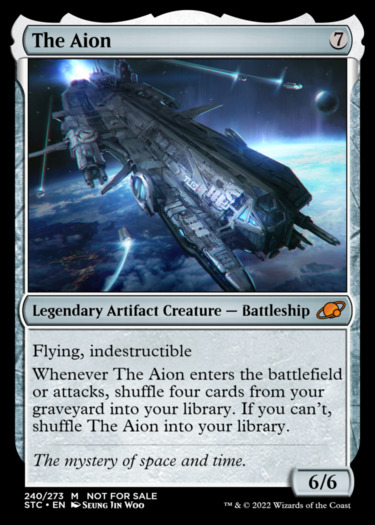 The Aion 7
Legendary Artifact Creature — Battleship
Flying, indestructible
Whenever The Aion enters the battlefield
or attacks, shuffle four cards from your
graveyard into your library. If you can't,
shuffle The Aion into your library.
The mystery of space and time.
6/6
240/273 M NOT FOR SALE
STC • EN Seung Jin Woo
™ & © 2022 Wizards of the Coast